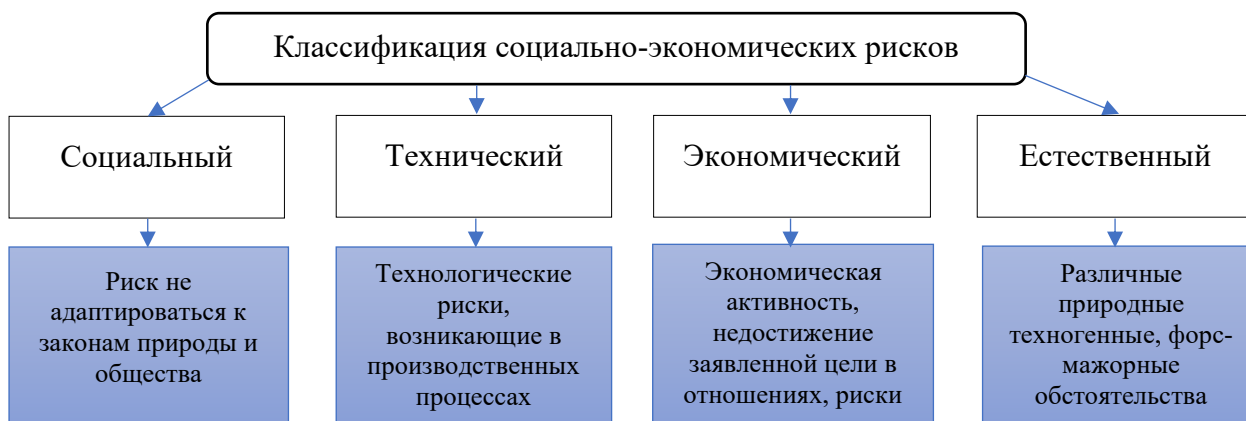 Классификация социально-экономических рисков
Социальный
Технический
Экономический
Естественный
Риск не
адаптироваться к
законам природы и
общества
Технологические
риски,
возникающие в
производственных
процессах
Экономическая
активность,
недостижение
заявленной цели в
отношениях, риски
Различные
природные
техногенные, форс-
мажорные
обстоятельства